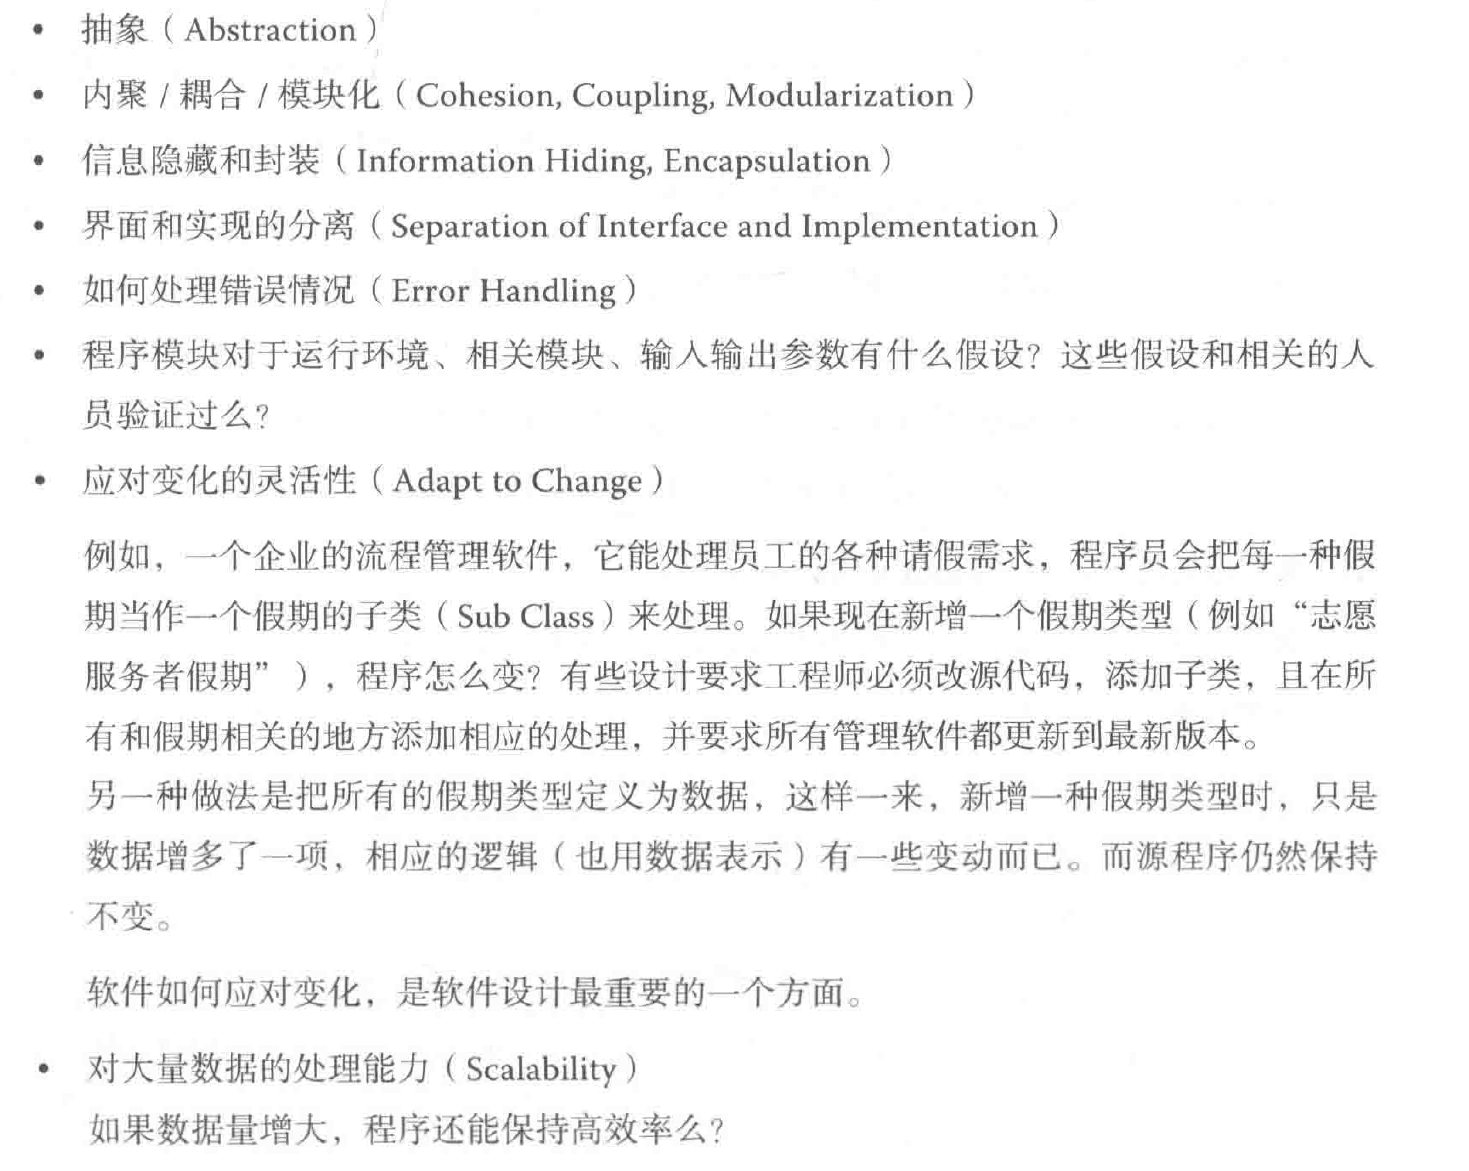 • 抽象（Abstraction）
• 内聚 / 耦合 / 模块化（Cohesion, Coupling, Modularization）
• 信息隐藏和封装（Information Hiding, Encapsulation）
• 界面和实现的分离（Separation of Interface and Implementation）
• 如何处理错误情况（Error Handling）
• 程序模块对于运行环境、相关模块、输入输出参数有什么假设？这些假设和相关的人
员验证过么？
• 应对变化的灵活性（Adapt to Change）
例如，一个企业的流程管理软件，它能处理员工的各种请假需求，程序员会把每一种假
期当作一个假期的子类（Sub Class）来处理。如果现在新增一个假期类型（例如“志愿
服务者假期”），程序怎么变？有些设计要求工程师必须改源代码，添加子类，且在所
有和假期相关的地方添加相应的处理，并要求所有管理软件都更新到最新版本。
另一种做法是把所有的假期类型定义为数据，这样一来，新增一种假期类型时，只是
数据增多了一项，相应的逻辑（也用数据表示）有一些变动而已。而源程序仍然保持
不变。
软件如何应对变化，是软件设计最重要的一个方面。
• 对大量数据的处理能力（Scalability）
如果数据量增大，程序还能保持高效率么？